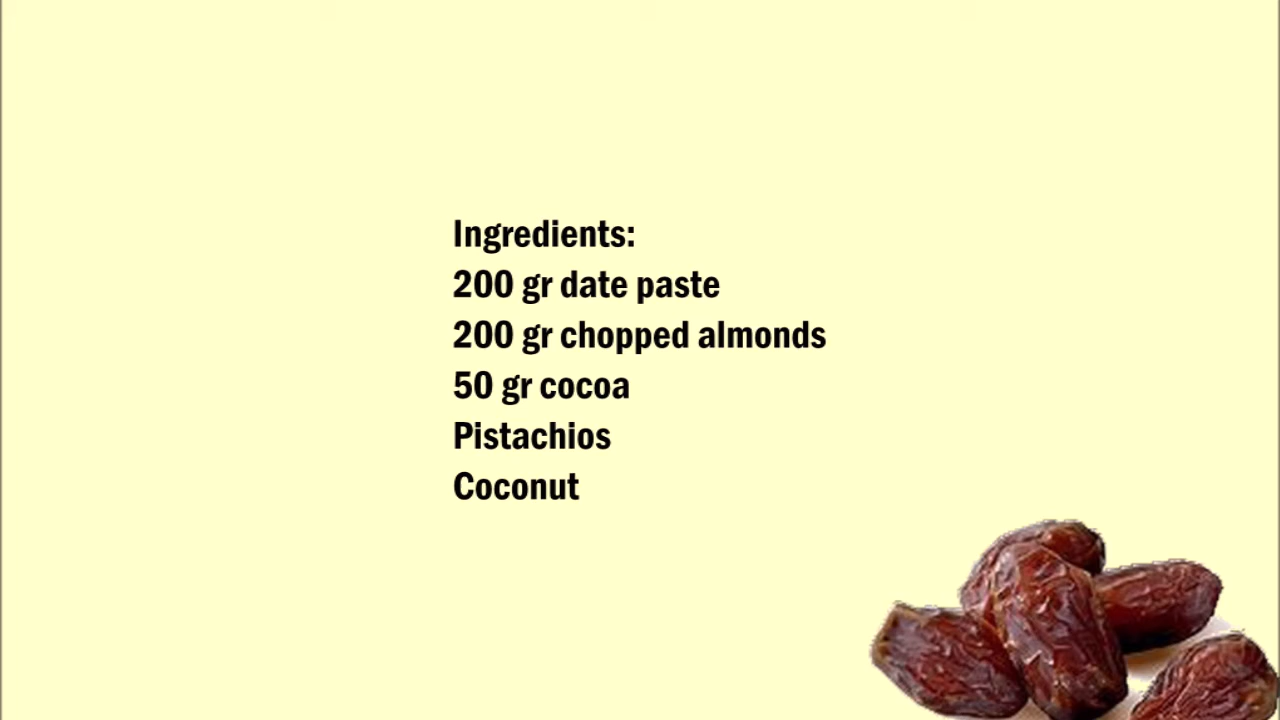 Ingredients:
200 gr date paste
200 gr chopped almonds
50 gr cocoa
Pistachios
Coconut